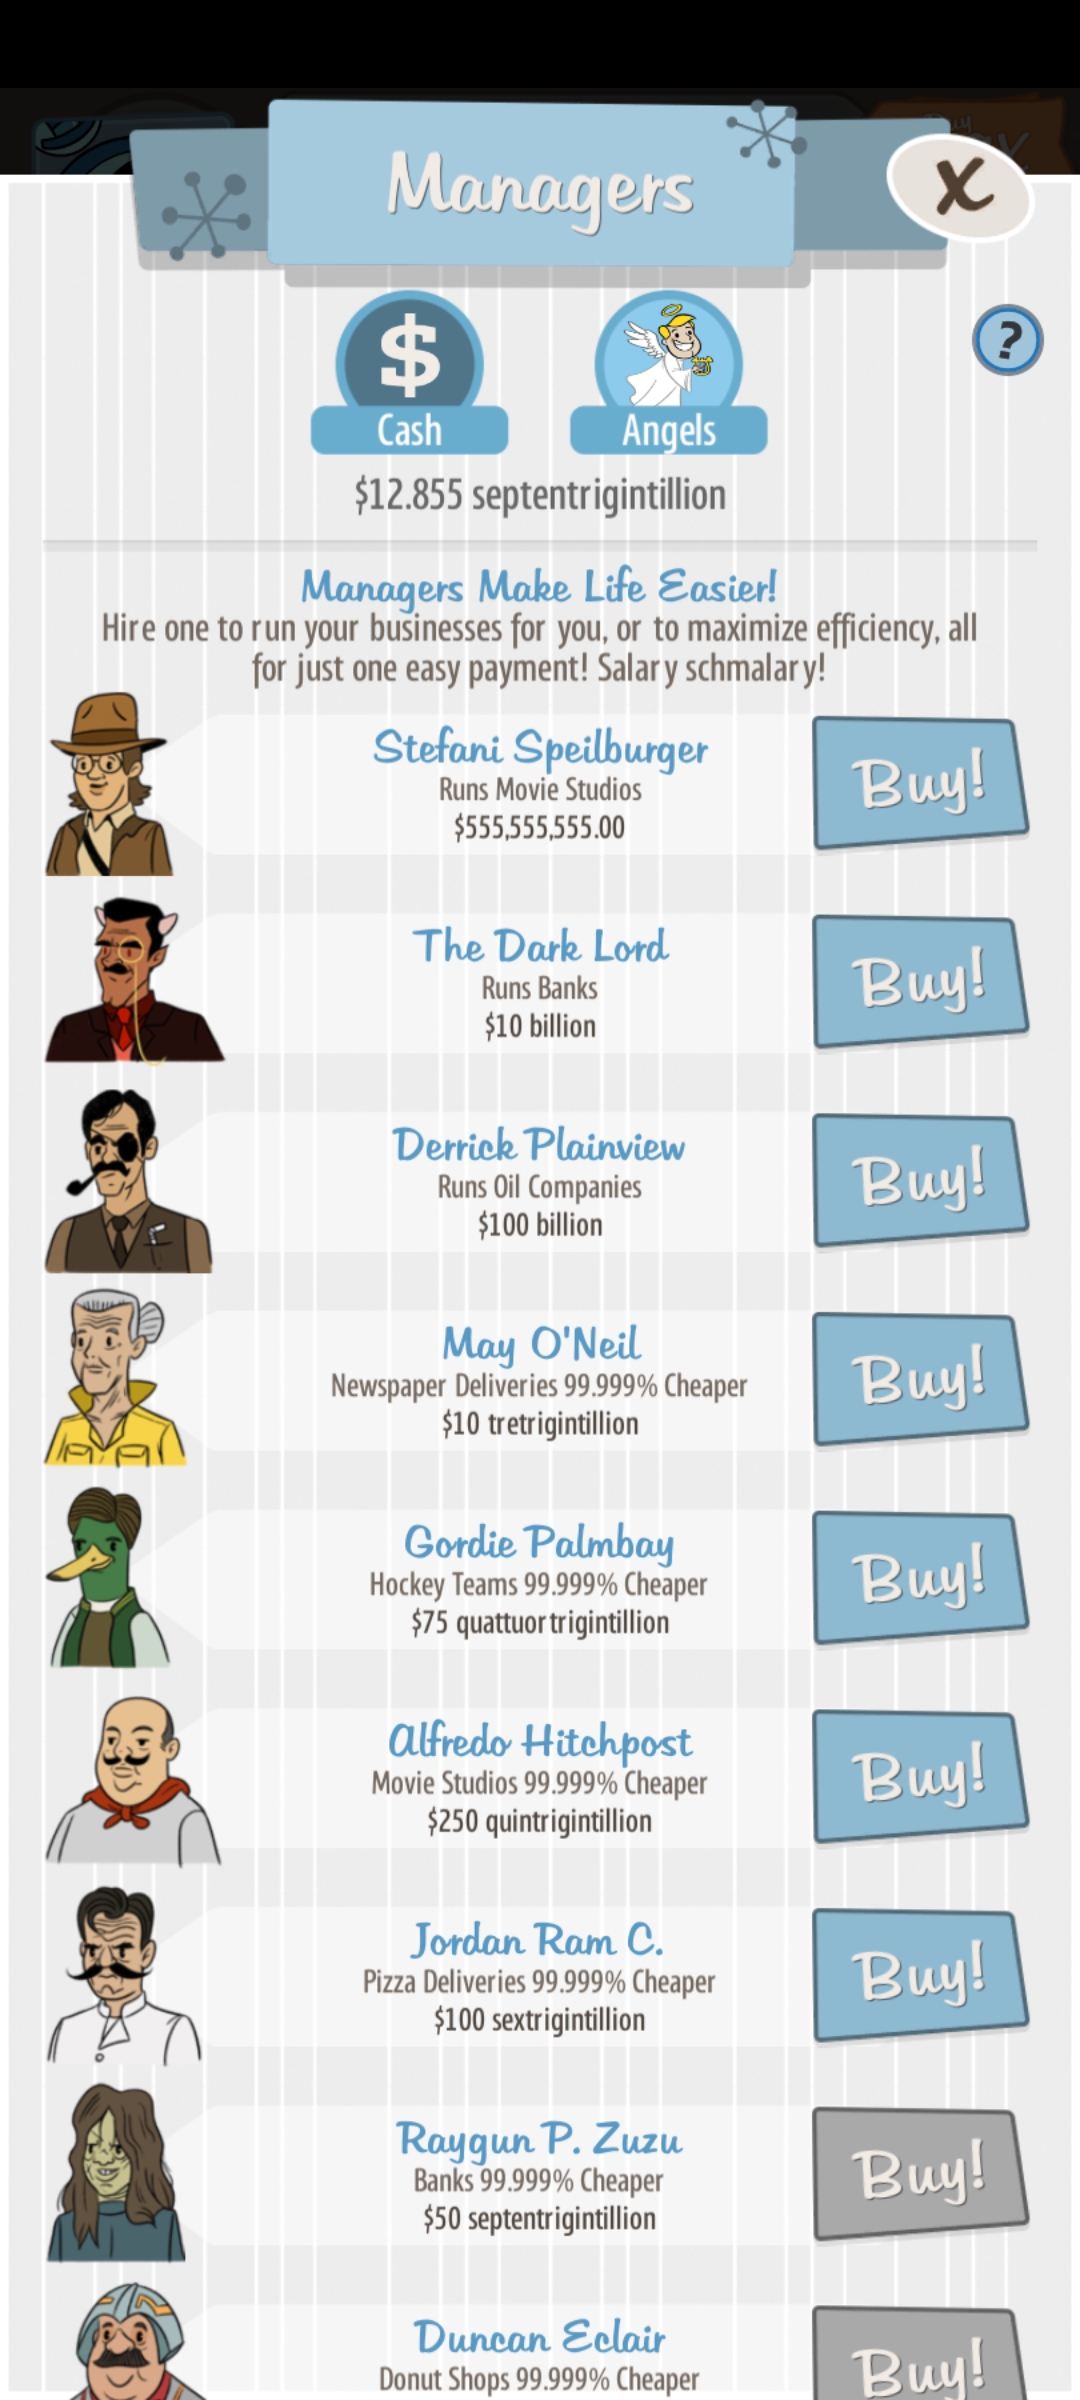 Managers
X
$
?
Cash
Angels
$12.855 septentrigintillion
Managers Make Life Easier!
Hire one to run your businesses for you, or to maximize efficiency, all
for just one easy payment! Salary schmalary!
Stefani Speilburger
Runs Movie Studios
$555,555,555.00
Buy!
The Dark Lord
Runs Banks
$10 billion
Buy!
Derrick Plainview
Runs Oil Companies
$100 billion
Buy!
May O'Neil
Newspaper Deliveries 99.999% Cheaper
$10 tretrigintillion
Buy!
Gordie Palmbay
Hockey Teams 99.999% Cheaper
$75 quattuortrigintillion
Buy!
Alfredo Hitchpost
Movie Studios 99.999% Cheaper
$250 quintrigintillion
Buy!
Jordan Ram C.
Pizza Deliveries 99.999% Cheaper
$100 sextrigintillion
Buy!
Raygun P. Zuzu
Banks 99.999% Cheaper
$50 septentrigintillion
Buy!
Duncan Eclair
Donut Shops 99.999% Cheaper
Buy!